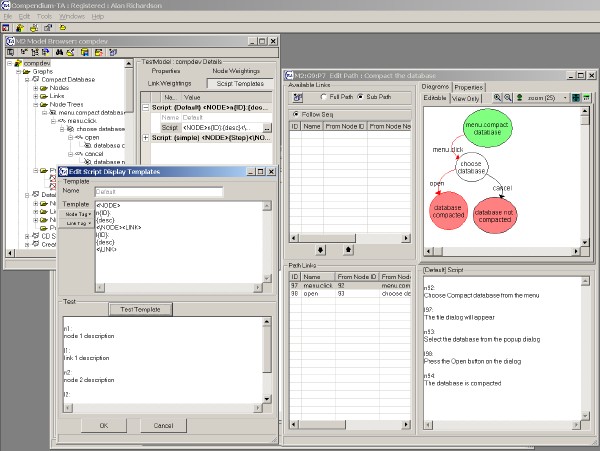 Compendium-TA : Registered : Alan Richardson
File Edit Tools Windows Help
M2 Model Browser: compdev
compdev
Graphs
Compact Database
Nodes
Links
Node Trees
menu.compact databas
menu.click
choose database
open
database c
cancel
database n
CD S
Creat
TestModel : compdev Details
Properties
Node Weightings
Link Weightings
Script Templates
Na... Value
Script: (Default) <NODE>n{ID}:{desc...
Name Default
Script <NODE>n{ID}:{desc}<\...
Script: (simple) <NODE>{Step}<\NO...
Edit Script Display Templates
Template
Name Default
Template
Node Tag
Link Tag
<NODE>
n{ID}:
{desc}
<\NODE><LINK>
l{ID}:
{desc}
<\LINK>
Test
Test Template
n1:
node 1 description
l1:
link 1 description
n2:
node 2 description
l2:
OK
Cancel
M2:G9:P7 Edit Path : Compact the database
Available Links
Full Path
Sub Path
Follow Seq
ID Name From Node ID From Node Na
Path Links
ID Name From Node ID From Nod
97 menu.click 92 menu.com
98 open 93 choose da
Diagrams Properties
Editable View Only
zoom (25)
menu.compact
database
menu.click
choose
database
open
cancel
database
compacted
database not
compacted
[Default] Script
n92:
Choose Compact database from the menu
l97:
The file dialog will appear
n93:
Select the database from the popup dialog
l98:
Press the Open button on the dialog
n94:
The database is compacted